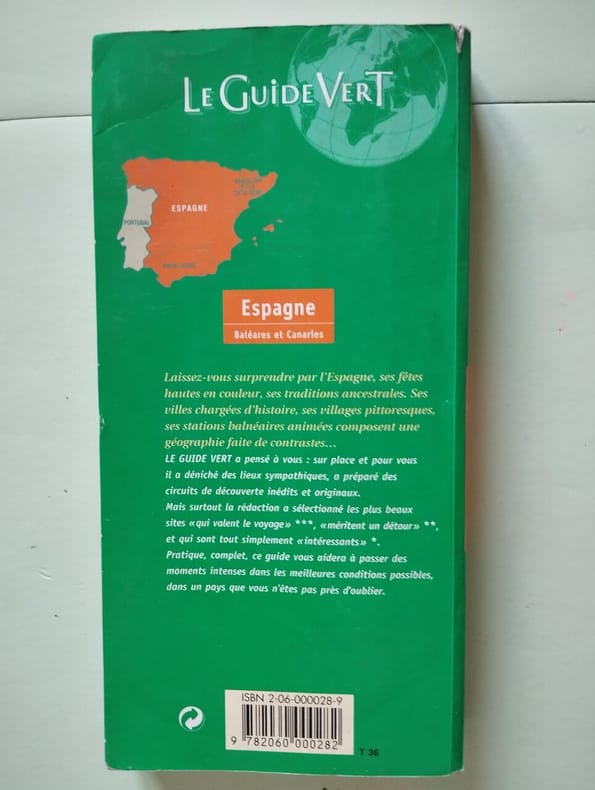 LE GUIDE VERT
ESPAGNE
PORTUGAL
Espagne
Baléares et Canaries
Laissez-vous surprendre par l'Espagne, ses fêtes
hautes en couleur, ses traditions ancestrales. Ses
villes chargées d'histoire, ses villages pittoresques,
ses stations balnéaires animées composent une
géographie faite de contrastes...
LE GUIDE VERT a pensé à vous : sur place et pour vous
il a déniché des lieux sympathiques, a préparé des
circuits de découverte inédits et originaux.
Mais surtout la rédaction a sélectionné les plus beaux
sites «qui valent le voyage» ***, «méritent un détour» **,
et qui sont tout simplement «intéressants» *.
Pratique, complet, ce guide vous aidera à passer des
moments intenses dans les meilleures conditions possibles,
dans un pays que vous n'êtes pas près d'oublier.
ISBN 2-06-000028-9
9 782060 000282
T 36